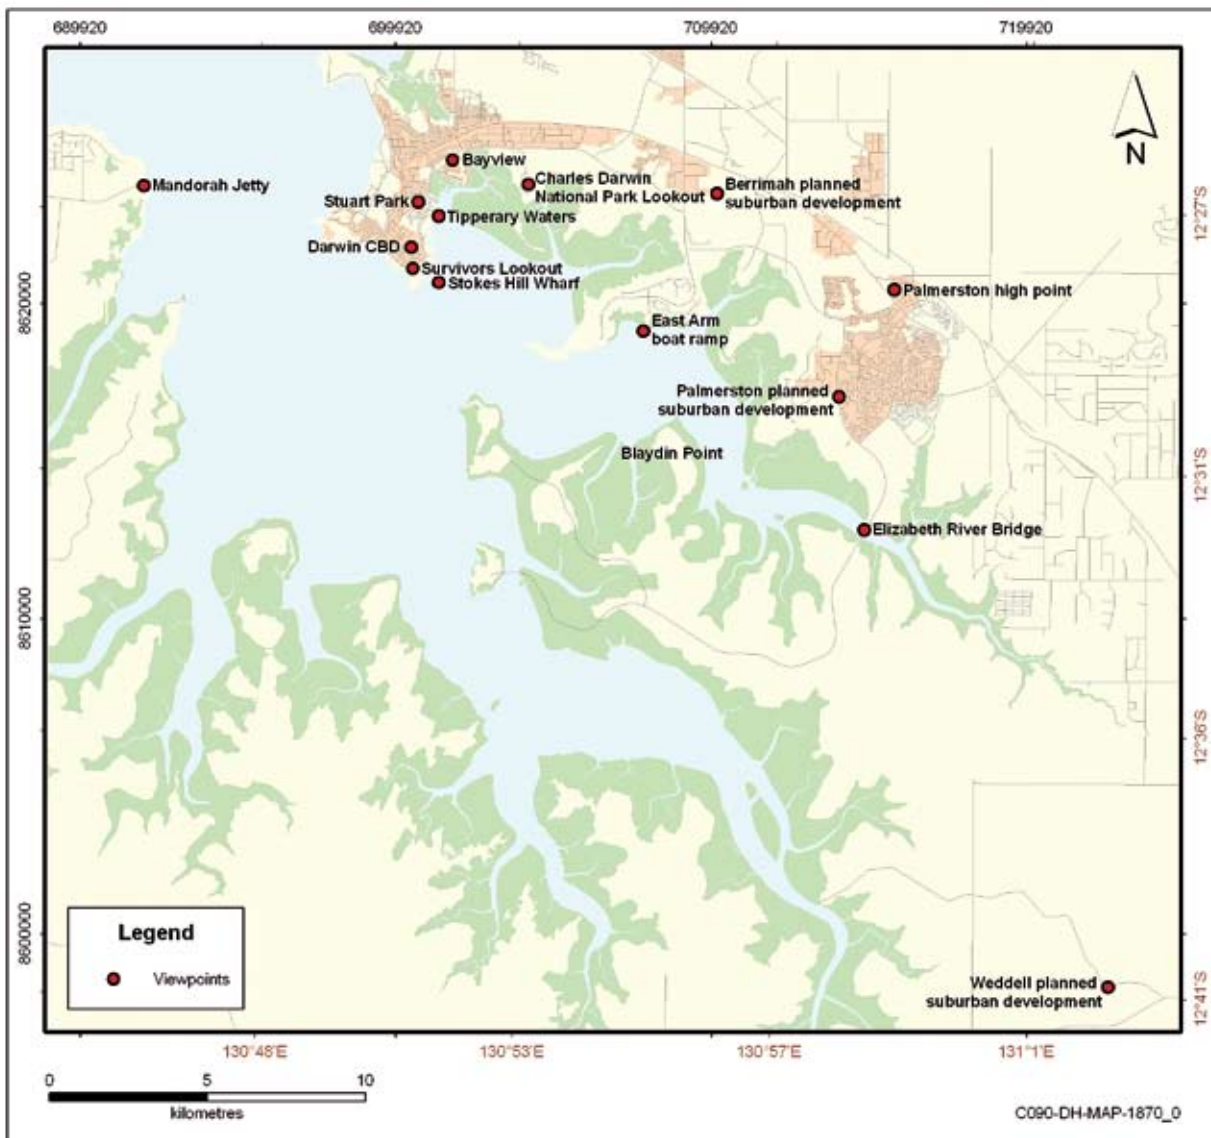 689920
699920
709920
719920
N
Bayview
Charles Darwin
National Park Lookout
Mandorah Jetty
Berrimah planned
suburban development
Stuart Park
Tipperary Waters
12°27'S
Darwin CBD
Survivors Lookout
Stokes Hill Wharf
Palmerston high point
8620000
East Arm
boat ramp
Palmerston planned
suburban development
Blaydin Point
12°31'S
Elizabeth River Bridge
8610000
12°36'S
8600000
Legend
Viewpoints
Weddell planned
suburban development
12°41'S
130°48'E
130°53'E
130°57'E
131°1'E
0 5 10
kilometres
C090-DH-MAP-1870_0